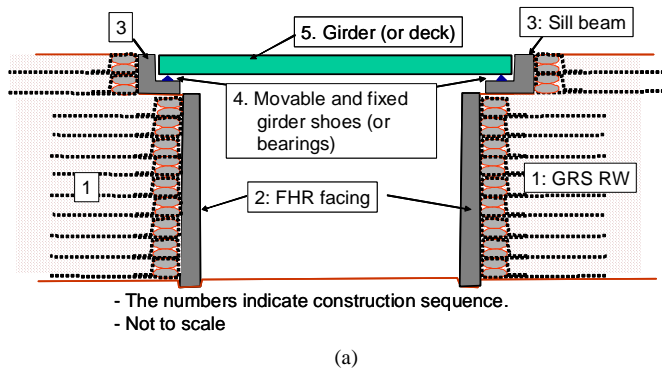 3
5. Girder (or deck)
3: Sill beam
4. Movable and fixed
girder shoes (or
bearings)
1
2: FHR facing
1: GRS RW
- The numbers indicate construction sequence.
- Not to scale
(a)